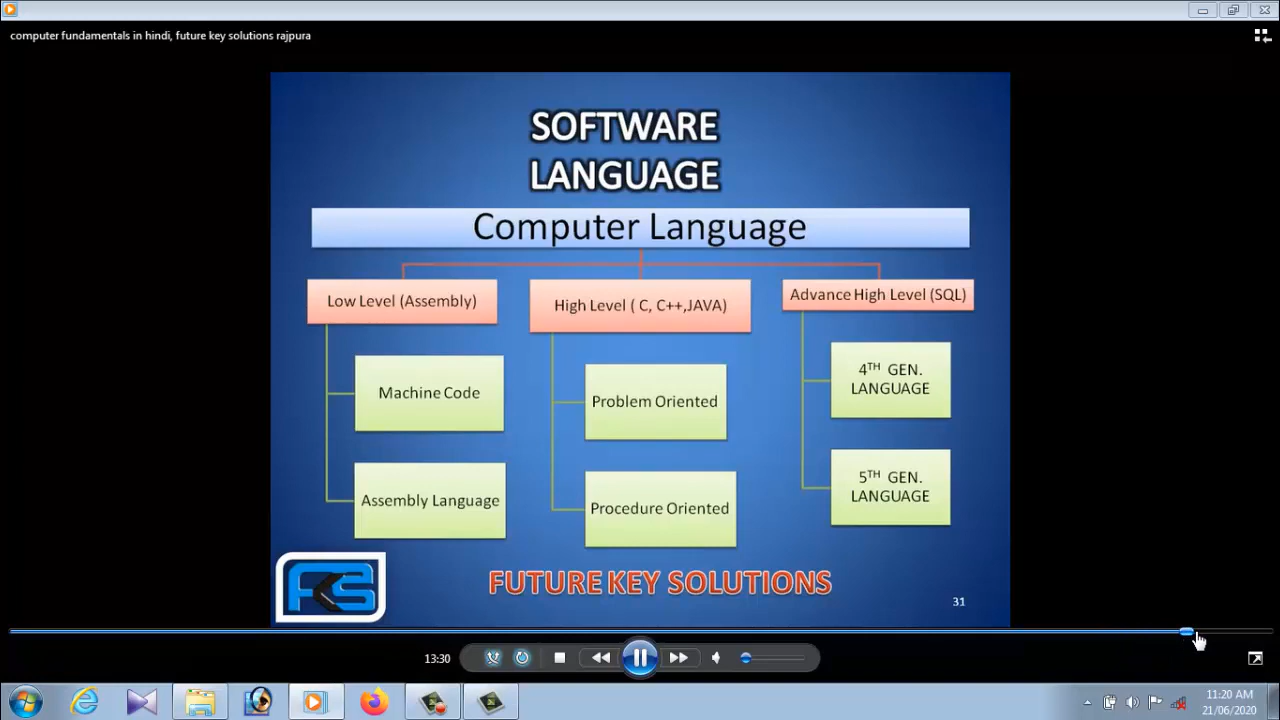 computer fundamentals in hindi, future key solutions rajpura
SOFTWARE
LANGUAGE
Computer Language
Low Level (Assembly)
High Level ( C, C++,JAVA)
Advance High Level (SQL)
Machine Code
Problem Oriented
4TH GEN.
LANGUAGE
Assembly Language
Procedure Oriented
5TH GEN.
LANGUAGE
FKS
FUTURE KEY SOLUTIONS
31
13:30
11:20 AM
21/06/2020